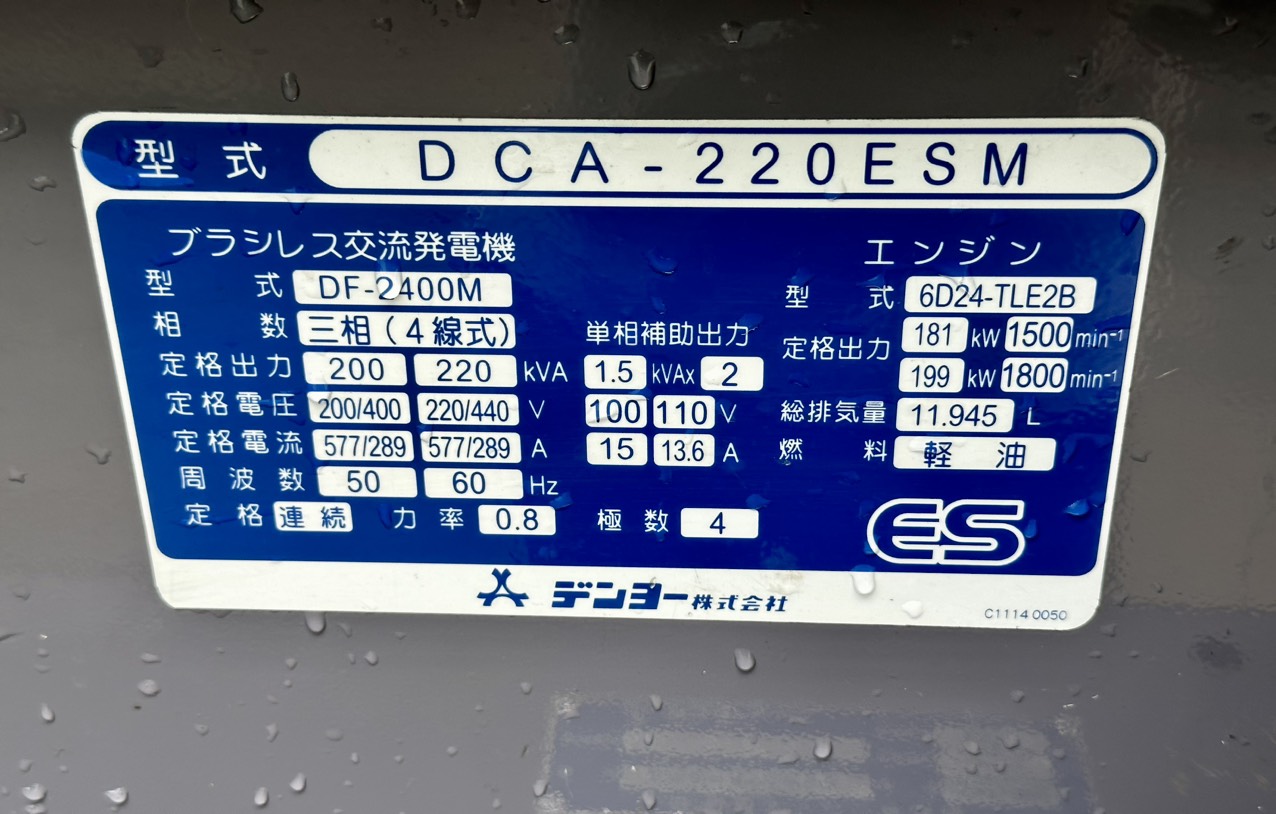 型式 DCA-220ESM
ブラシレス交流発電機
型式 DF-2400M
相数 三相(4線式) 単相補助出力
定格出力 200 220 kVA 1.5 kVAx 2
定格電圧 200/400 220/440 V 100 110 V
定格電流 577/289 577/289 A 15 13.6 A
周波数 50 60 Hz
定格 連続 力率 0.8 極数 4
エンジン
型式 6D24-TLE2B
定格出力 181 kW 1500 min⁻¹
199 kW 1800 min⁻¹
総排気量 11.945 L
燃料 軽油
ES
デンヨー株式会社
C1114 0050